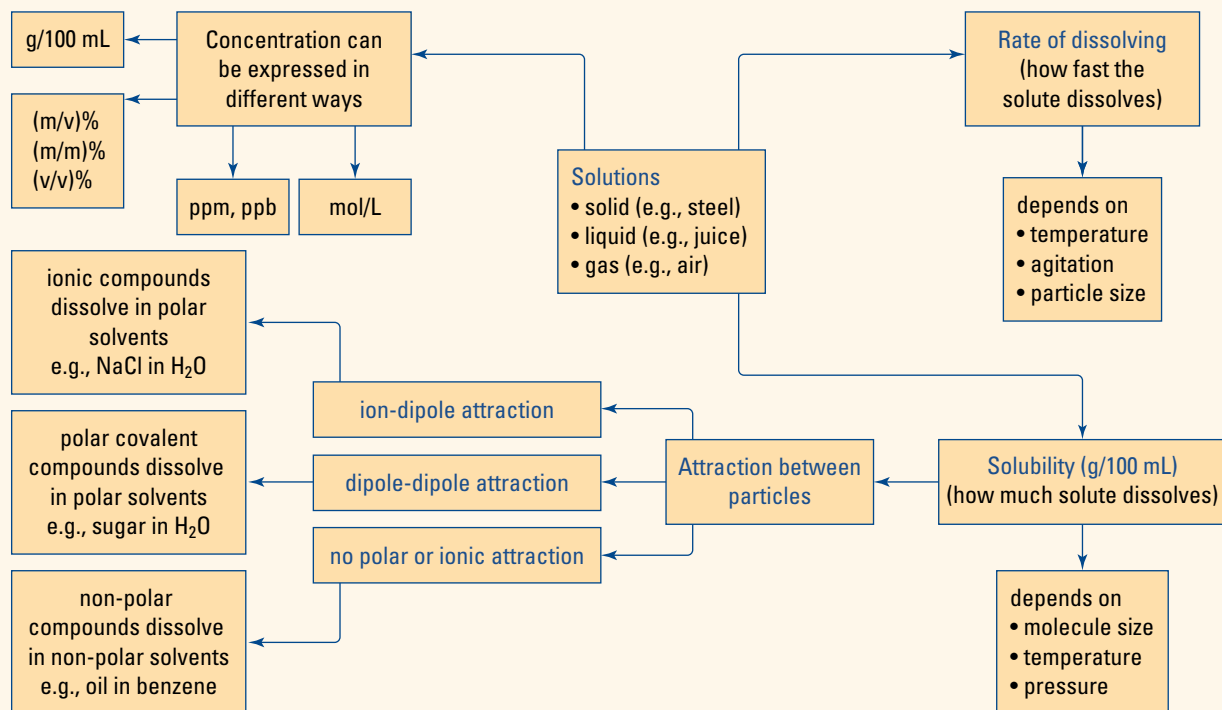 g/100 mL
Concentration can
be expressed in
different ways
(m/v)%
(m/m)%
(v/v)%
ppm, ppb
mol/L
Solutions
• solid (e.g., steel)
• liquid (e.g., juice)
• gas (e.g., air)
Rate of dissolving
(how fast the
solute dissolves)
depends on
• temperature
• agitation
• particle size
ionic compounds
dissolve in polar
solvents
e.g., NaCl in H₂O
ion-dipole attraction
polar covalent
compounds dissolve
in polar solvents
e.g., sugar in H₂O
dipole-dipole attraction
Attraction between
particles
Solubility (g/100 mL)
(how much solute dissolves)
no polar or ionic attraction
non-polar
compounds dissolve
in non-polar solvents
e.g., oil in benzene
depends on
• molecule size
• temperature
• pressure